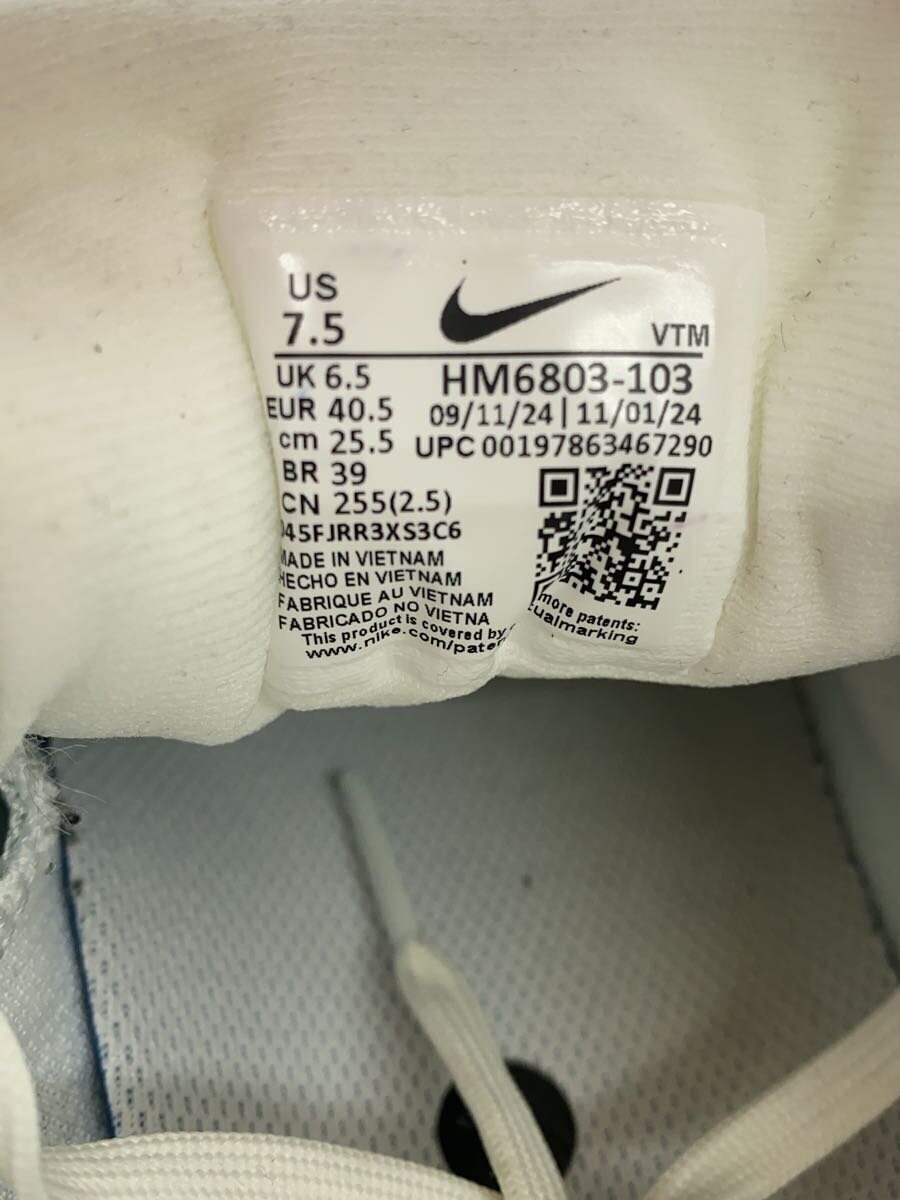 US
7.5
VTM
UK 6.5
HM6803-103
EUR 40.5
09/11/24 | 11/01/24
cm 25.5
UPC 00197863467290
BR 39
CN 255(2.5)
45FJRR3XS3C6
MADE IN VIETNAM
HECHO EN VIETNAM
FABRIQUE AU VIETNAM
FABRICADO NO VIETNA
This product is covered by
www.nike.com/paten
more patents:
ualmarking